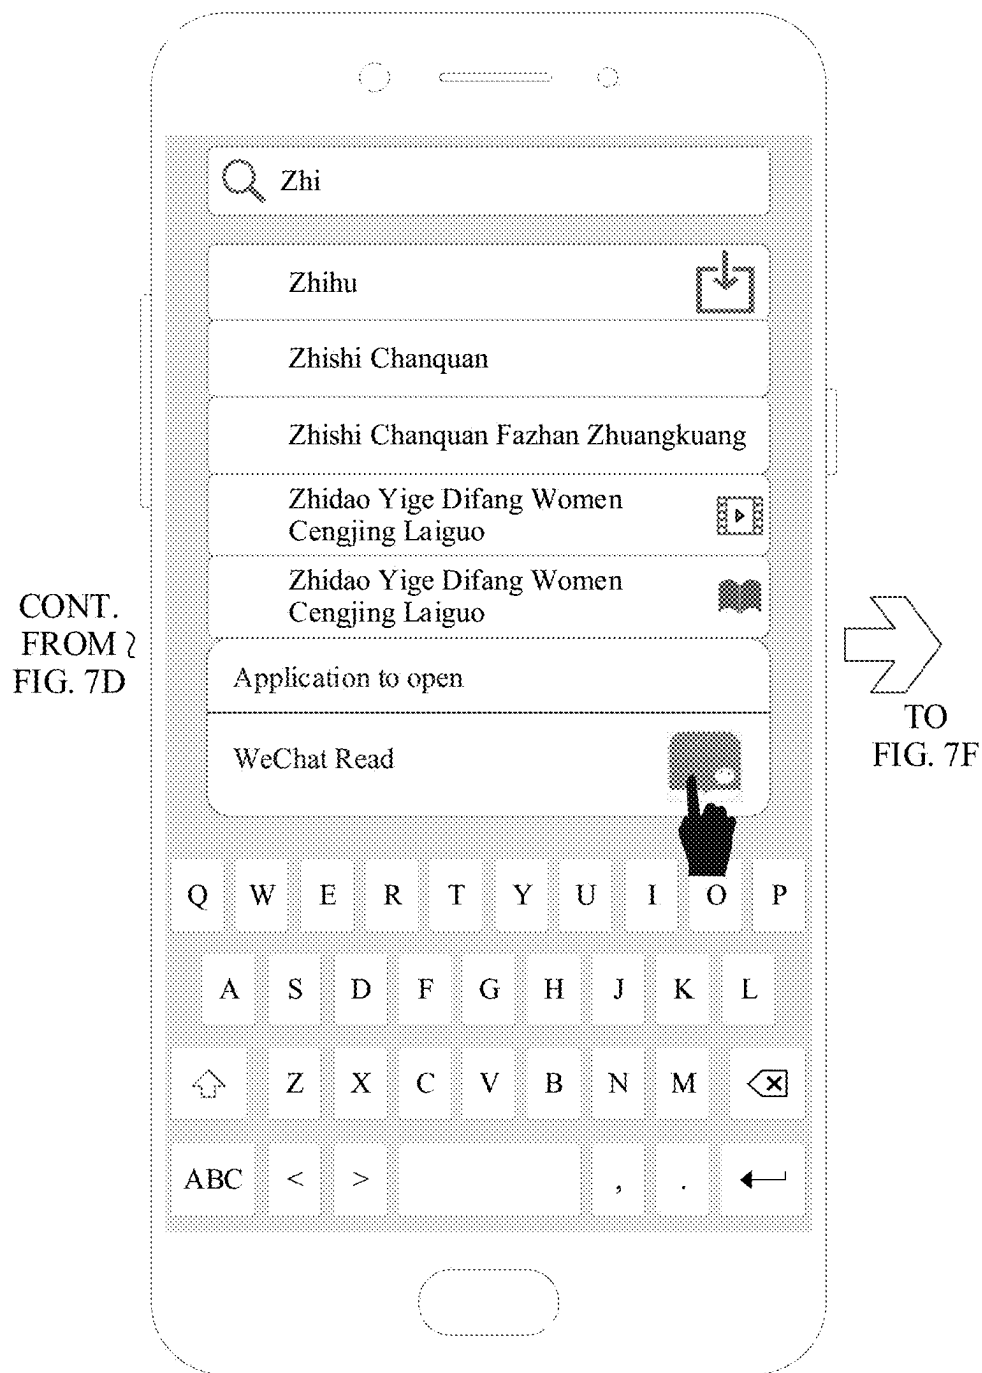 Zhi
Zhihu
Zhishi Chanquan
Zhishi Chanquan Fazhan Zhuangkuang
Zhidao Yige Difang Women
Cengjing Laiguo
Zhidao Yige Difang Women
Cengjing Laiguo
CONT.
FROM
FIG. 7D
Application to open
WeChat Read
TO
FIG. 7F
Q W E R T Y U I O P
A S D F G H J K L
Z X C V B N M
ABC < > , .